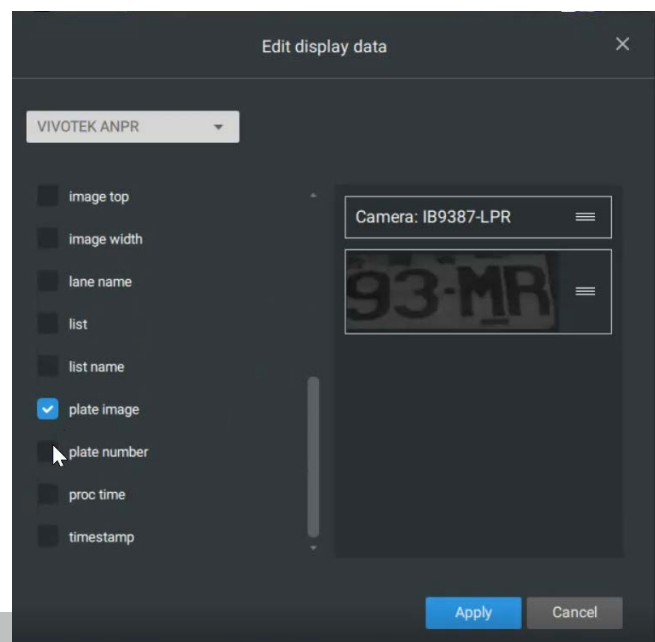 Edit display data
VIVOTEK ANPR
image top
image width
lane name
list
list name
plate image
plate number
proc time
timestamp
Camera: IB9387-LPR
93-MR
Apply
Cancel